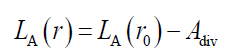 L_A(r) = L_A(r_0) − A_div